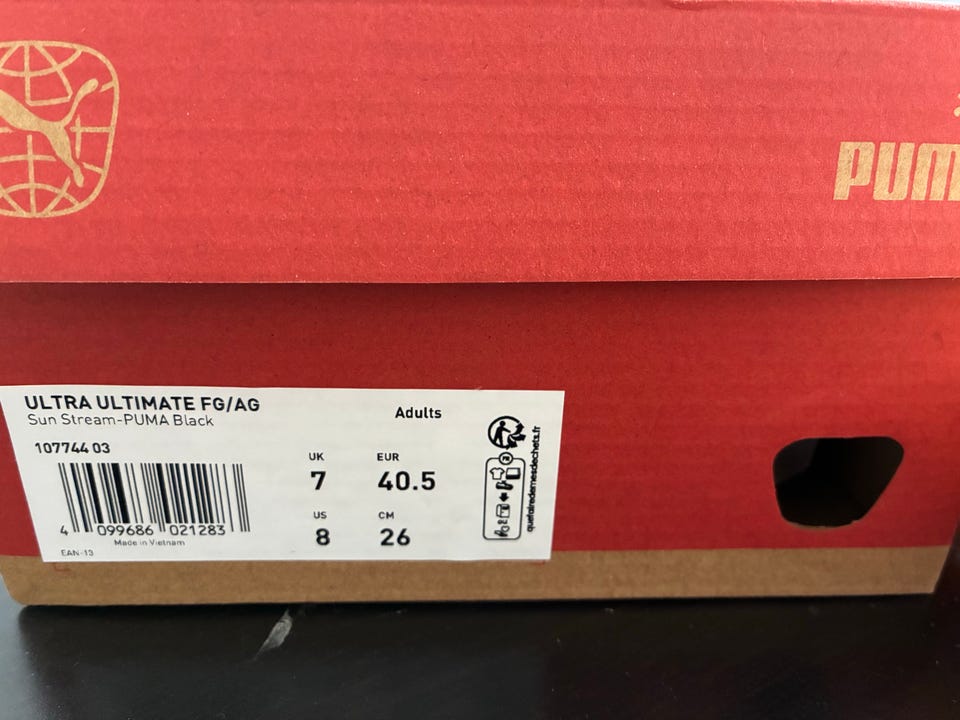 PUM
ULTRA ULTIMATE FG/AG
Sun Stream-PUMA Black
Adults
107744 03
4 099686 021283
Made in Vietnam
EAN-13
UK
7
EUR
40.5
US
8
CM
26
FR
quefairedemesdechets.fr